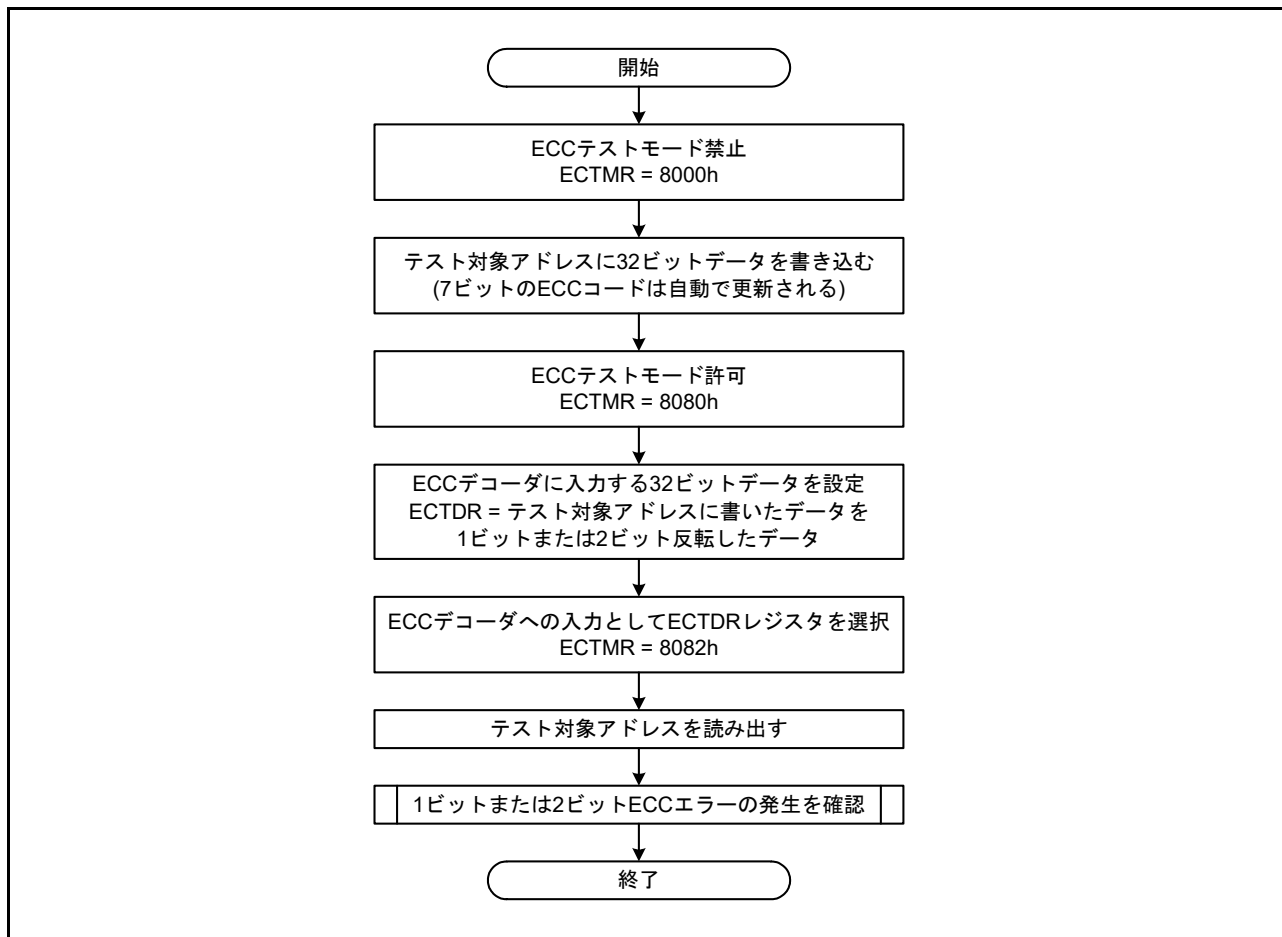 開始
ECCテストモード禁止
ECTMR = 8000h
テスト対象アドレスに32ビットデータを書き込む
(7ビットのECCコードは自動で更新される)
ECCテストモード許可
ECTMR = 8080h
ECCデコーダに入力する32ビットデータを設定
ECTDR = テスト対象アドレスに書いたデータを
1ビットまたは2ビット反転したデータ
ECCデコーダへの入力としてECTDRレジスタを選択
ECTMR = 8082h
テスト対象アドレスを読み出す
1ビットまたは2ビットECCエラーの発生を確認
終了